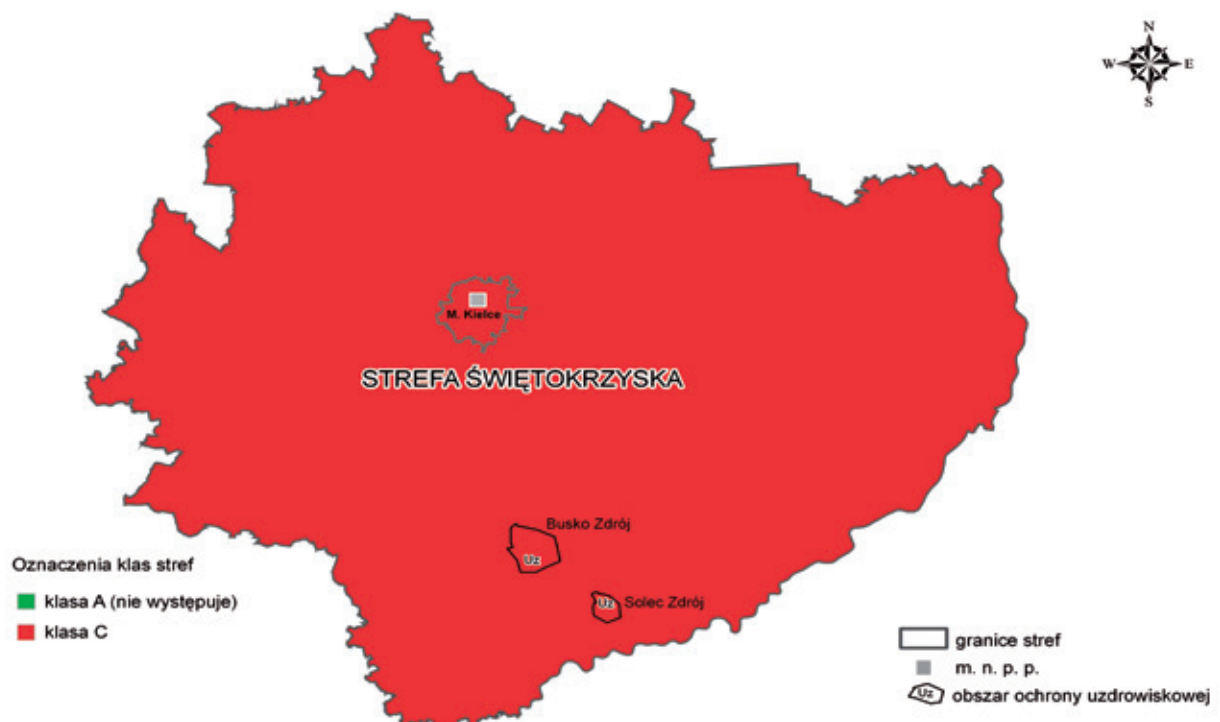 N
W E
S
M. Kielce
STREFA ŚWIĘTOKRZYSKA
Busko Zdrój
Uz
Uz Solec Zdrój
Oznaczenia klas stref
klasa A (nie występuje)
klasa C
granice stref
m. n. p. p.
Uz obszar ochrony uzdrowiskowej